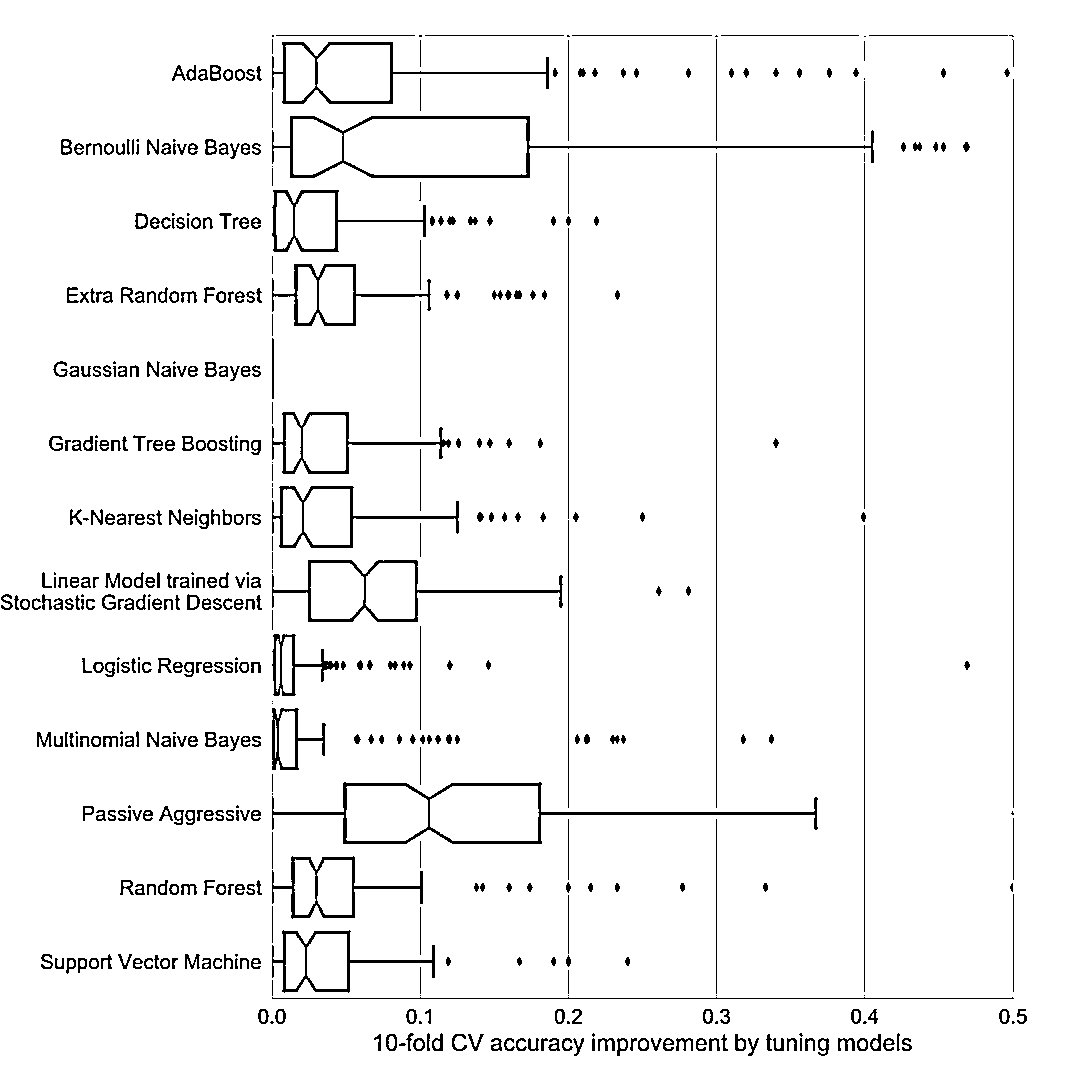 AdaBoost
Bernoulli Naive Bayes
Decision Tree
Extra Random Forest
Gaussian Naive Bayes
Gradient Tree Boosting
K-Nearest Neighbors
Linear Model trained via
Stochastic Gradient Descent
Logistic Regression
Multinomial Naive Bayes
Passive Aggressive
Random Forest
Support Vector Machine
0.0 0.1 0.2 0.3 0.4 0.5
10-fold CV accuracy improvement by tuning models